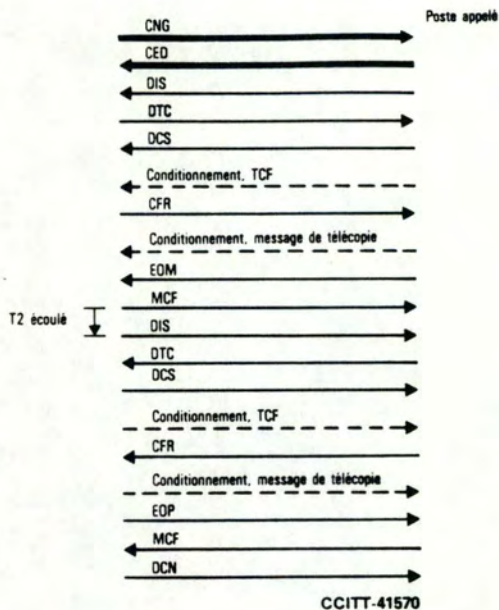 Poste appelé
CNG
CED
DIS
DTC
DCS
Conditionnement, TCF
CFR
Conditionnement, message de télécopie
EOM
MCF
T2 écoulé
DIS
DTC
DCS
Conditionnement, TCF
CFR
Conditionnement, message de télécopie
EOP
MCF
DCN
CCITT-41570